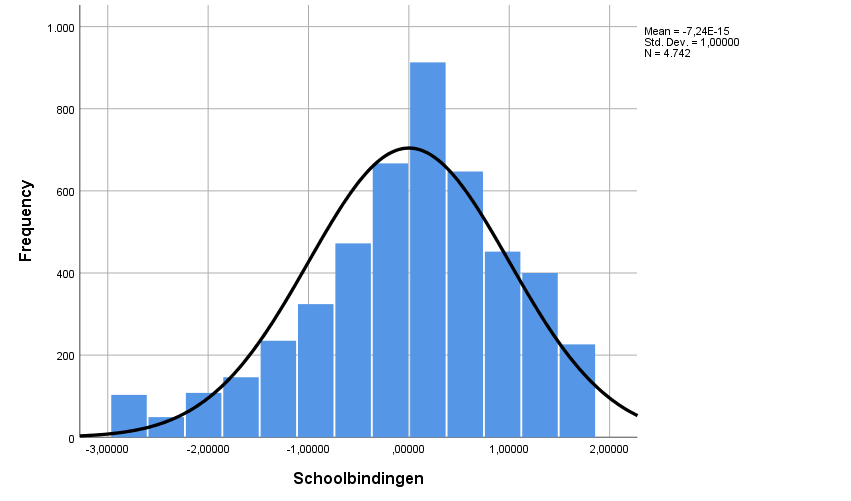 Mean = -7,24E-15
Std. Dev. = 1,00000
N = 4.742
1.000
800
600
400
200
0
Frequency
-3,00000 -2,00000 -1,00000 ,00000 1,00000 2,00000
Schoolbindingen